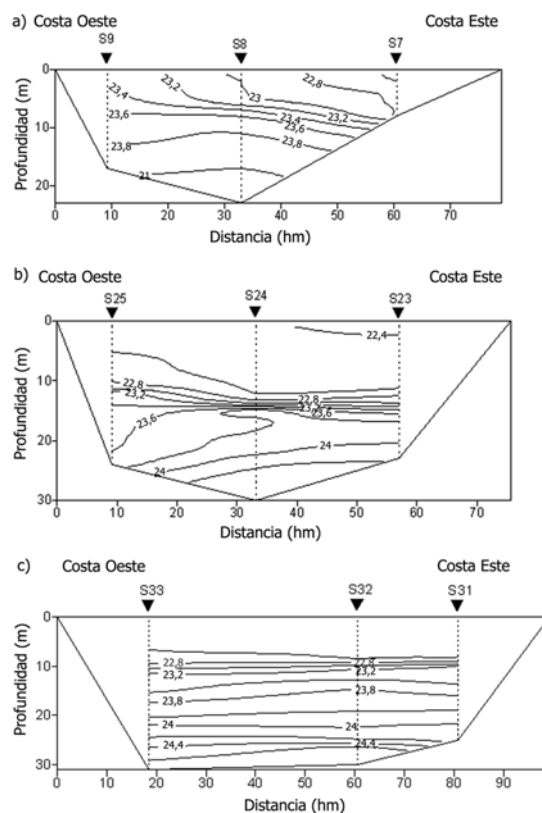 a) Costa Oeste Costa Este
S9 S8 S7
0
10
20
Profundidad (m)
23,4 23,2 23 22,8
23,6 23,4 23,2
23,8 23,6
23,8
21
0 10 20 30 40 50 60 70
Distancia (hm)
b) Costa Oeste Costa Este
S25 S24 S23
0
10
20
30
Profundidad (m)
22,4
22,8 22,8
23,2 23,2
23,6 23,6
24 24
0 10 20 30 40 50 60 70
Distancia (hm)
c) Costa Oeste Costa Este
S33 S32 S31
0
10
20
30
Profundidad (m)
22,8 22,8
23,2 23,2
23,8 23,8
24 24
24,4 24,4
0 10 20 30 40 50 60 70 80 90
Distancia (hm)